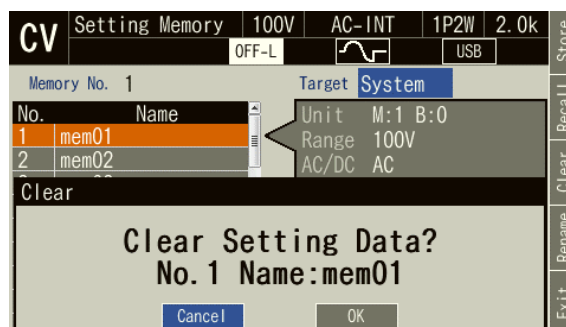 CV Setting Memory 100V AC-INT 1P2W 2.0k
OFF-L USB
Memory No. 1 Target System
No. Name
1 mem01
2 mem02
Unit M:1 B:0
Range 100V
AC/DC AC
Clear
Clear Setting Data?
No.1 Name:mem01
Cancel OK
Store
Recall
Clear
Rename
Exit